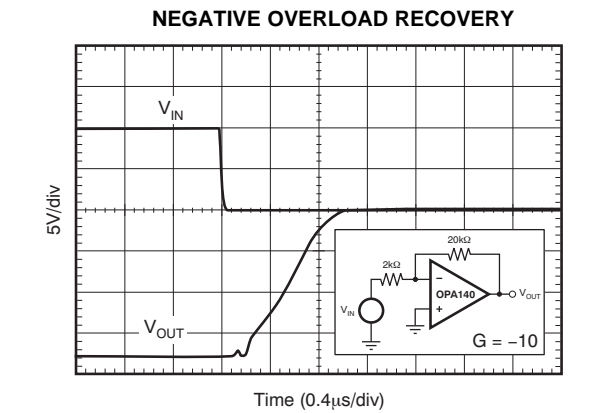 NEGATIVE OVERLOAD RECOVERY
V_IN
5V/div
20kΩ
2kΩ
−
OPA140
+
V_IN
V_OUT
G = −10
V_OUT
Time (0.4μs/div)